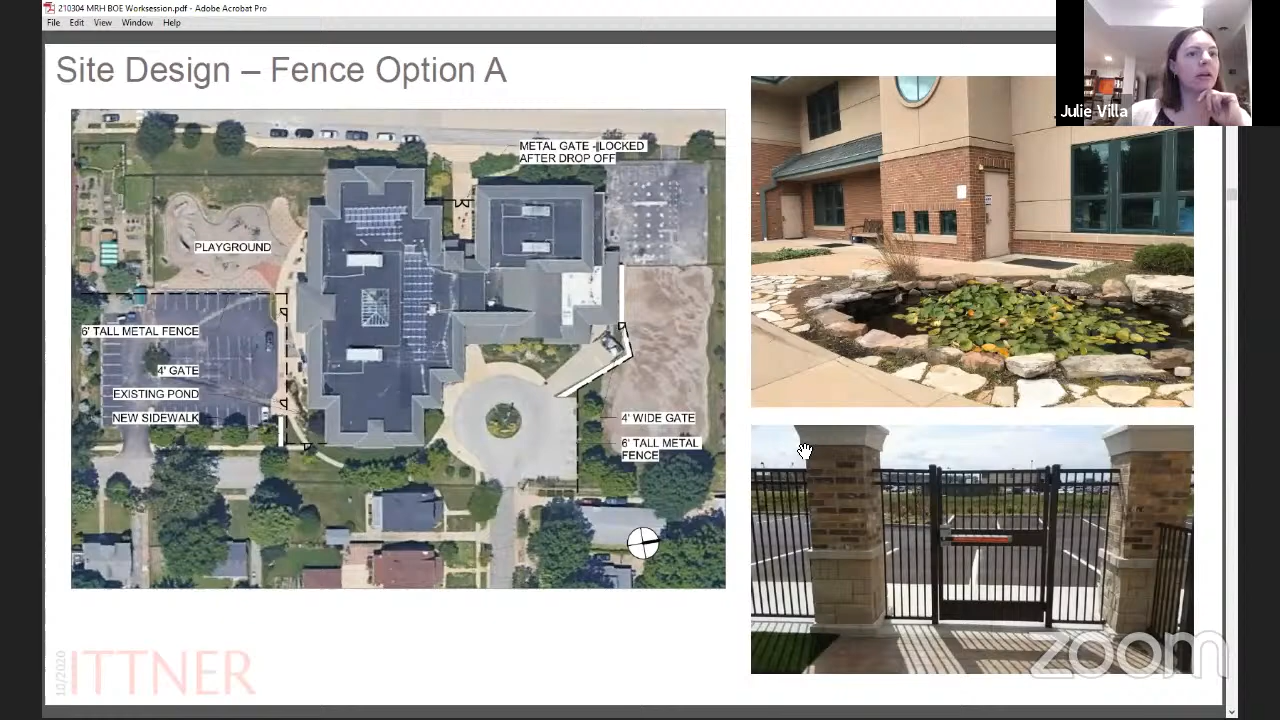 210304 MRH BOE Worksession.pdf - Adobe Acrobat Pro
File Edit View Window Help
Site Design – Fence Option A
Julie Villa
METAL GATE - LOCKED
AFTER DROP OFF
PLAYGROUND
6' TALL METAL FENCE
4' GATE
EXISTING POND
NEW SIDEWALK
4' WIDE GATE
6' TALL METAL
FENCE
10/2020
ITTNER
zoom